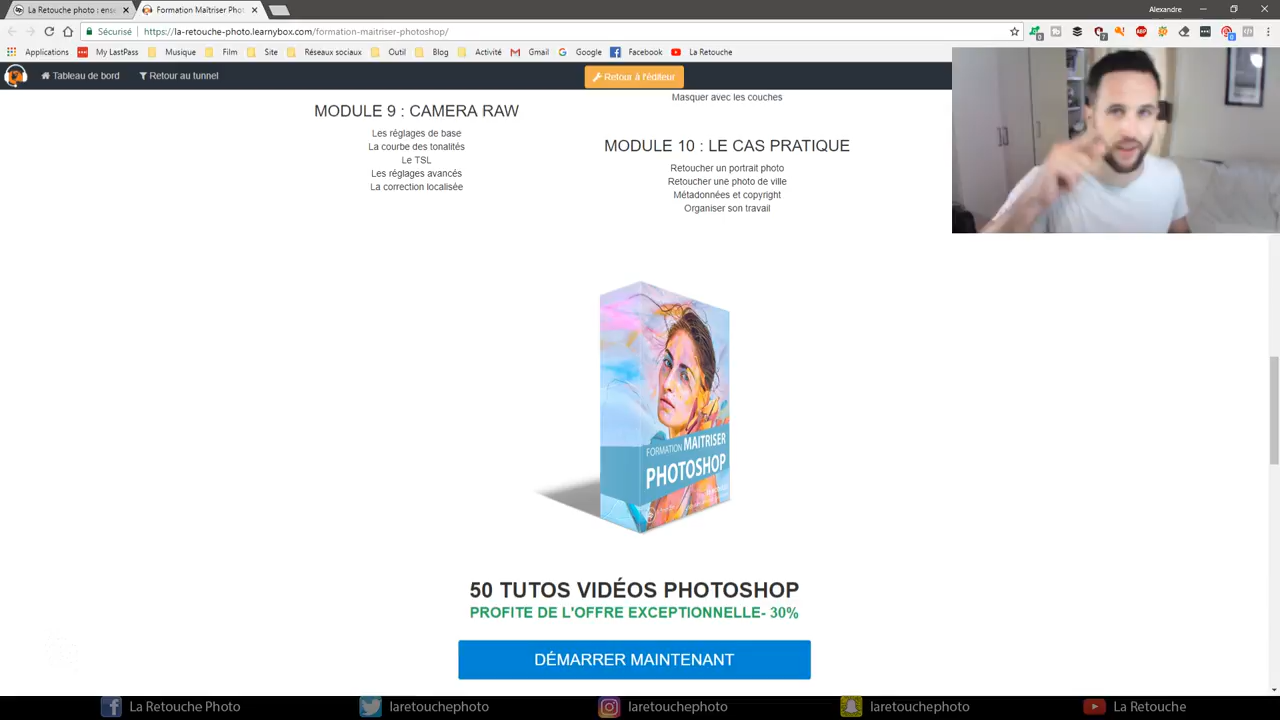 La Retouche photo : ens
Formation Maîtriser Phot
Alexandre
Sécurisé
https://la-retouche-photo.learnybox.com/formation-maitriser-photoshop/
Applications
My LastPass
Musique
Film
Site
Réseaux sociaux
Outil
Blog
Activité
Gmail
Google
Facebook
La Retouche
Tableau de bord
Retour au tunnel
Retour à l'éditeur
Masquer avec les couches
MODULE 9 : CAMERA RAW
Les réglages de base
La courbe des tonalités
Le TSL
Les réglages avancés
La correction localisée
MODULE 10 : LE CAS PRATIQUE
Retoucher un portrait photo
Retoucher une photo de ville
Métadonnées et copyright
Organiser son travail
FORMATION MAITRISER
PHOTOSHOP
50 TUTOS VIDÉOS PHOTOSHOP
PROFITE DE L'OFFRE EXCEPTIONNELLE- 30%
DÉMARRER MAINTENANT
La Retouche Photo
laretouchephoto
laretouchephoto
laretouchephoto
La Retouche